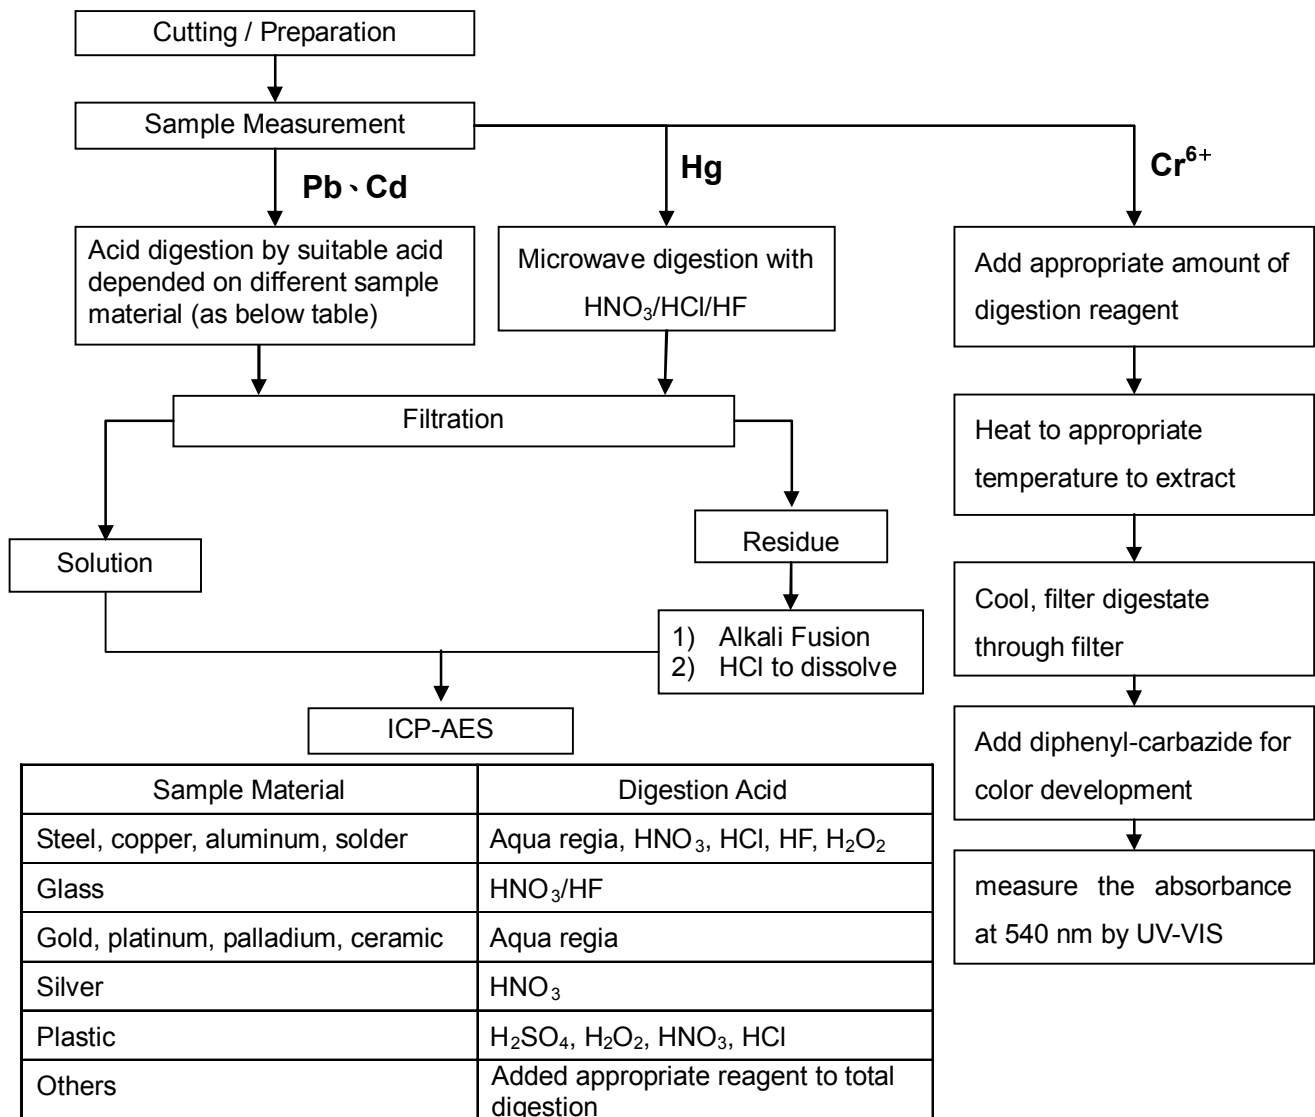 Cutting / Preparation
Sample Measurement
Pb、Cd
Hg
Cr⁶⁺
Acid digestion by suitable acid
depended on different sample
material (as below table)
Microwave digestion with
HNO₃/HCl/HF
Add appropriate amount of
digestion reagent
Filtration
Heat to appropriate
temperature to extract
Solution
Residue
Cool, filter digestate
through filter
1) Alkali Fusion
2) HCl to dissolve
ICP-AES
Add diphenyl-carbazide for
color development
measure the absorbance
at 540 nm by UV-VIS
Sample Material Digestion Acid
Steel, copper, aluminum, solder Aqua regia, HNO₃, HCl, HF, H₂O₂
Glass HNO₃/HF
Gold, platinum, palladium, ceramic Aqua regia
Silver HNO₃
Plastic H₂SO₄, H₂O₂, HNO₃, HCl
Others Added appropriate reagent to total
digestion